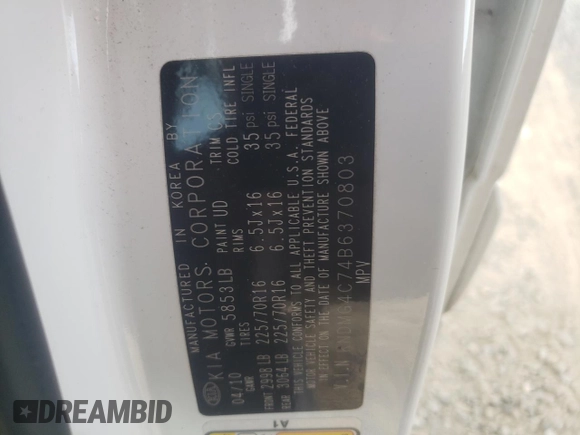 MANUFACTURED IN KOREA BY
KIA MOTORS CORPORATION
04/10 GVWR 5853LB PAINT UD TRIM US
GAWR TIRES RIMS COLD TIRE INFL
FRONT 2998 LB 225/70R16 6.5Jx16 35 psi SINGLE
REAR 3064 LB 225/70R16 6.5Jx16 35 psi SINGLE
THIS VEHICLE CONFORMS TO ALL APPLICABLE U.S.A. FEDERAL
MOTOR VEHICLE SAFETY AND THEFT PREVENTION STANDARDS
IN EFFECT ON THE DATE OF MANUFACTURE SHOWN ABOVE
MPV
A1
DREAMBID